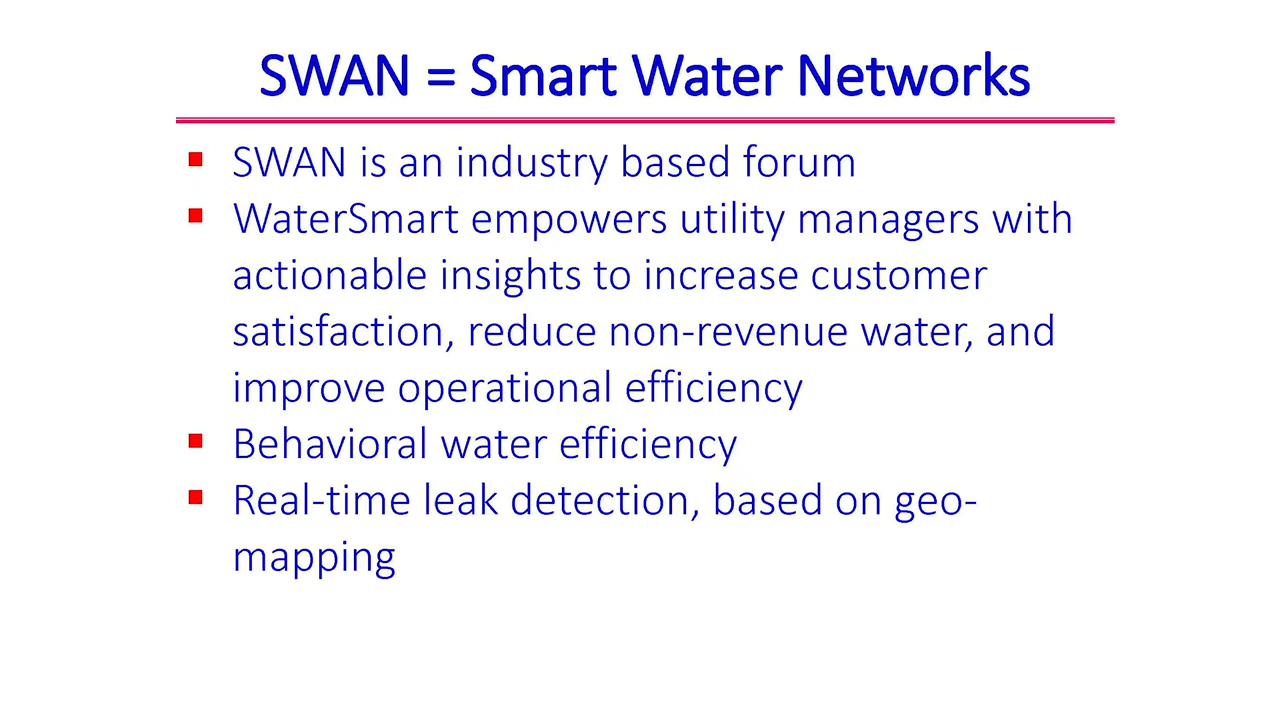 SWAN = Smart Water Networks
▪ SWAN is an industry based forum
▪ WaterSmart empowers utility managers with
actionable insights to increase customer
satisfaction, reduce non-revenue water, and
improve operational efficiency
▪ Behavioral water efficiency
▪ Real-time leak detection, based on geo-
mapping